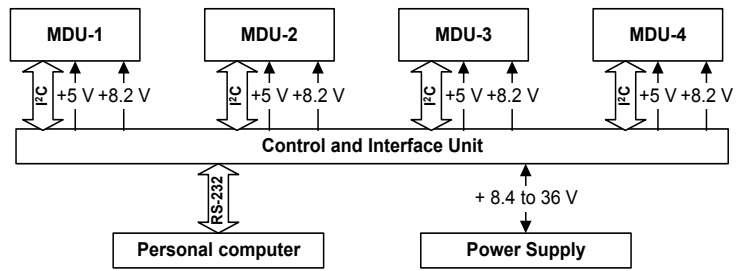 MDU-1 MDU-2 MDU-3 MDU-4
I²C +5 V +8.2 V I²C +5 V +8.2 V I²C +5 V +8.2 V I²C +5 V +8.2 V
Control and Interface Unit
RS-232 + 8.4 to 36 V
Personal computer Power Supply